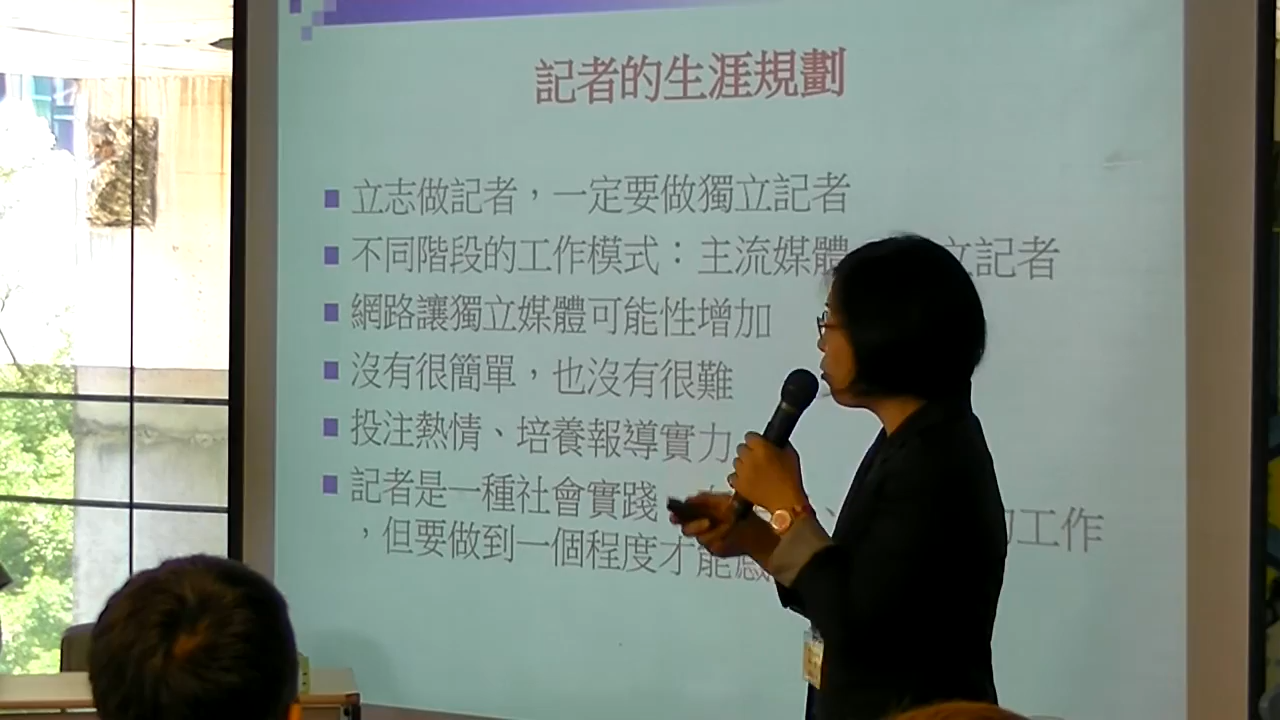 記者的生涯規劃
■ 立志做記者，一定要做獨立記者
■ 不同階段的工作模式：主流媒體 立記者
■ 網路讓獨立媒體可能性增加
■ 沒有很簡單，也沒有很難
■ 投注熱情、培養報導實力
■ 記者是一種社會實踐 、 的工作
，但要做到一個程度才能感